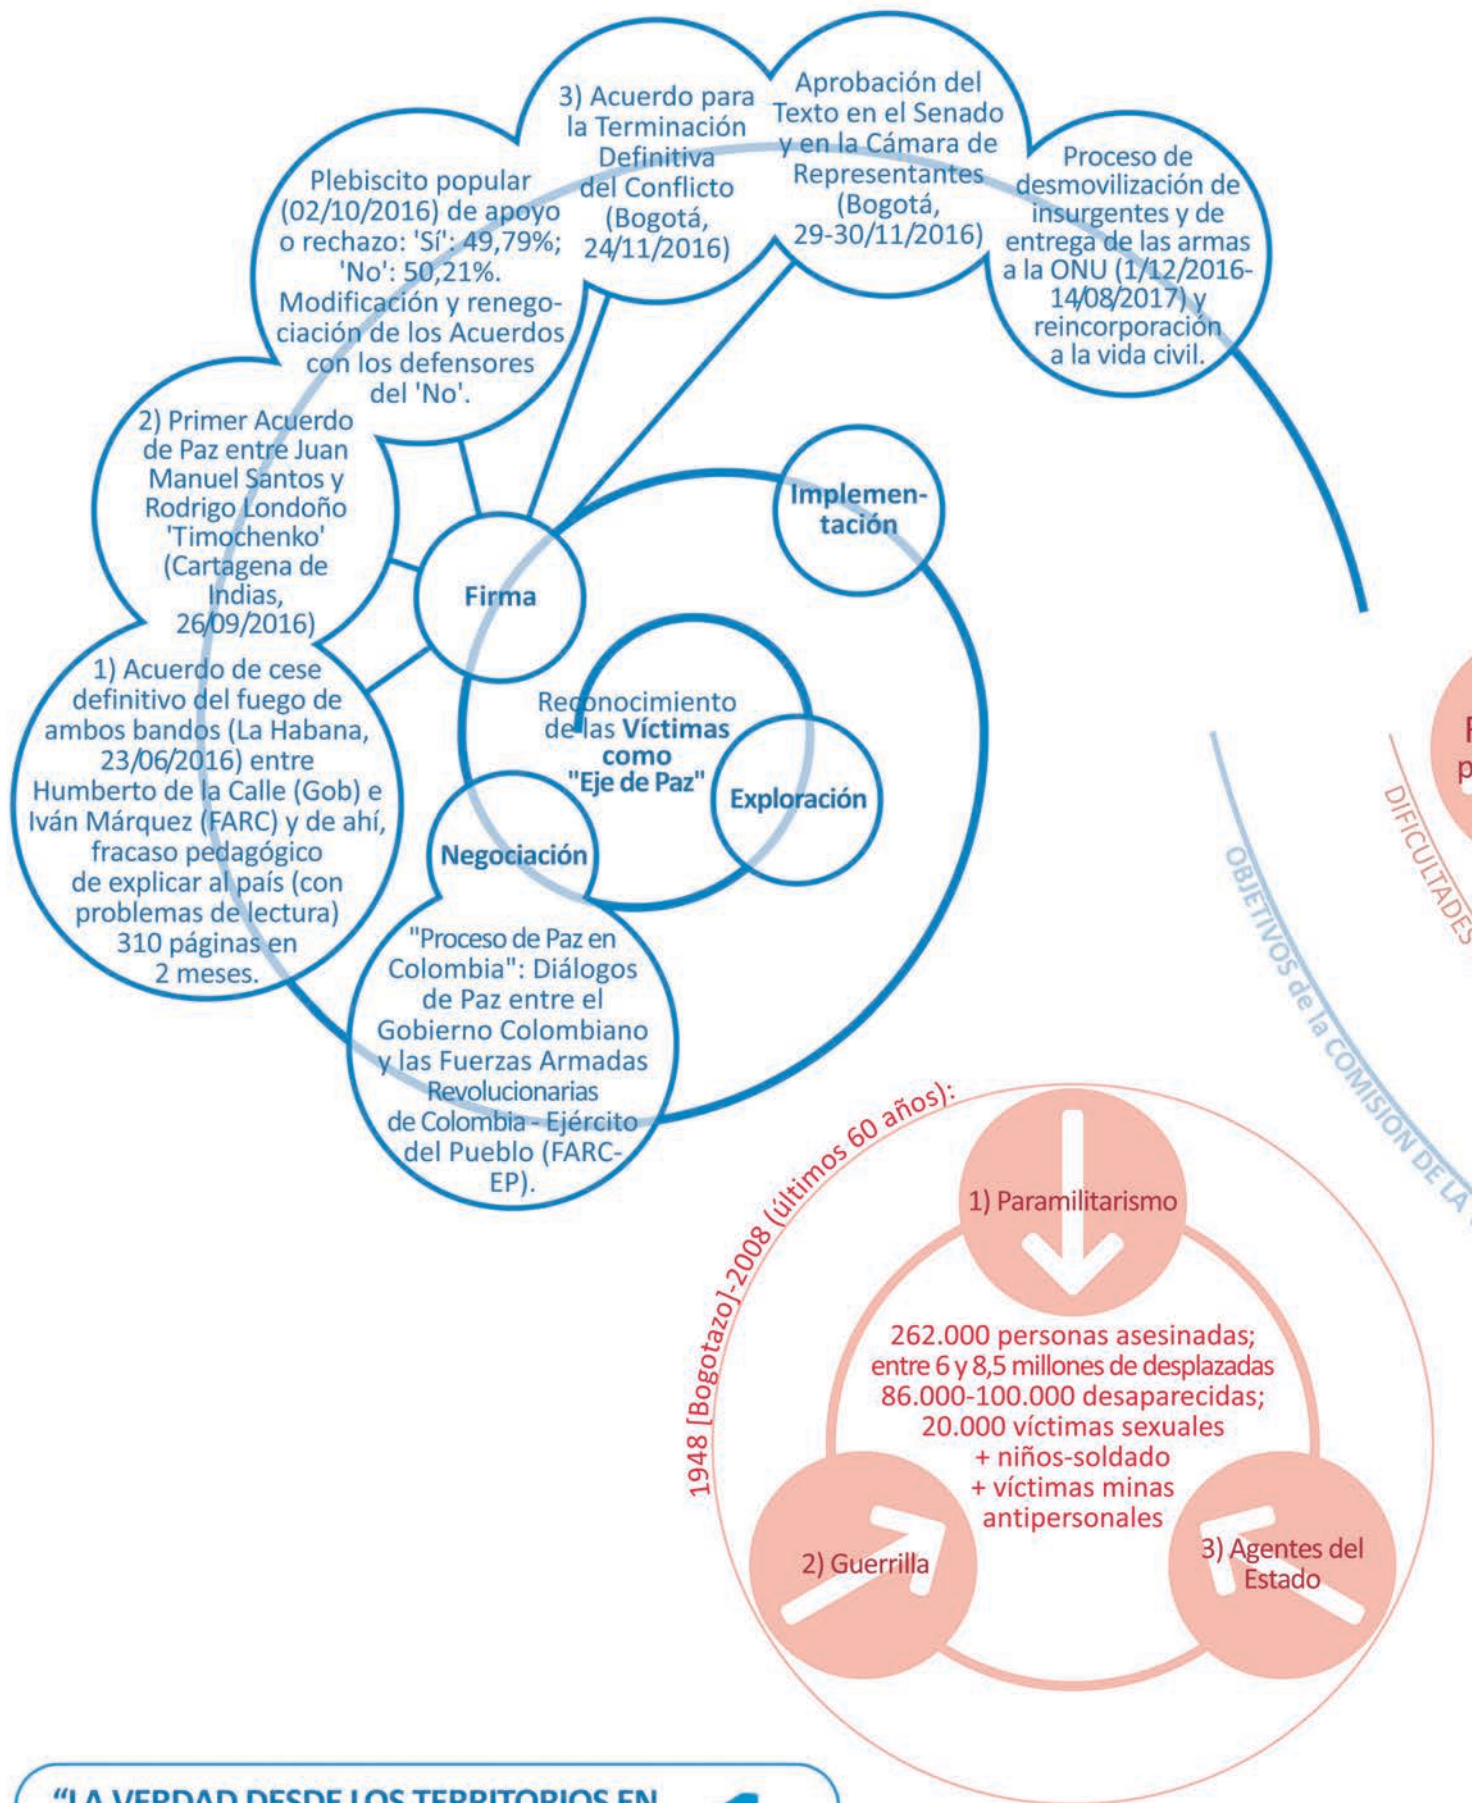 3) Acuerdo para
la Terminación
Definitiva
del Conflicto
(Bogotá,
24/11/2016)
Aprobación del
Texto en el Senado
y en la Cámara de
Representantes
(Bogotá,
29-30/11/2016)
Proceso de
desmovilización de
insurgentes y de
entrega de las armas
a la ONU (1/12/2016-
14/08/2017) y
reincorporación
a la vida civil.
Plebiscito popular
(02/10/2016) de apoyo
o rechazo: 'Sí': 49,79%;
'No': 50,21%.
Modificación y renego-
ciación de los Acuerdos
con los defensores
del 'No'.
2) Primer Acuerdo
de Paz entre Juan
Manuel Santos y
Rodrigo Londoño
'Timochenko'
(Cartagena de
Indias,
26/09/2016)
1) Acuerdo de cese
definitivo del fuego de
ambos bandos (La Habana,
23/06/2016) entre
Humberto de la Calle (Gob) e
Iván Márquez (FARC) y de ahí,
fracaso pedagógico
de explicar al país (con
problemas de lectura)
310 páginas en
2 meses.
Implemen-
tación
Firma
Reconocimiento
de las Víctimas
como
"Eje de Paz"
Exploración
Negociación
"Proceso de Paz en
Colombia": Diálogos
de Paz entre el
Gobierno Colombiano
y las Fuerzas Armadas
Revolucionarias
de Colombia - Ejército
del Pueblo (FARC-
EP).
DIFICULTADES
OBJETIVOS de la COMISIÓN DE LA
1948 [Bogotazo]-2008 (últimos 60 años):
1) Paramilitarismo
262.000 personas asesinadas;
entre 6 y 8,5 millones de desplazadas
86.000-100.000 desaparecidas;
20.000 víctimas sexuales
+ niños-soldado
+ víctimas minas
antipersonales
2) Guerrilla
3) Agentes del
Estado
"LA VERDAD DESDE LOS TERRITORIOS EN